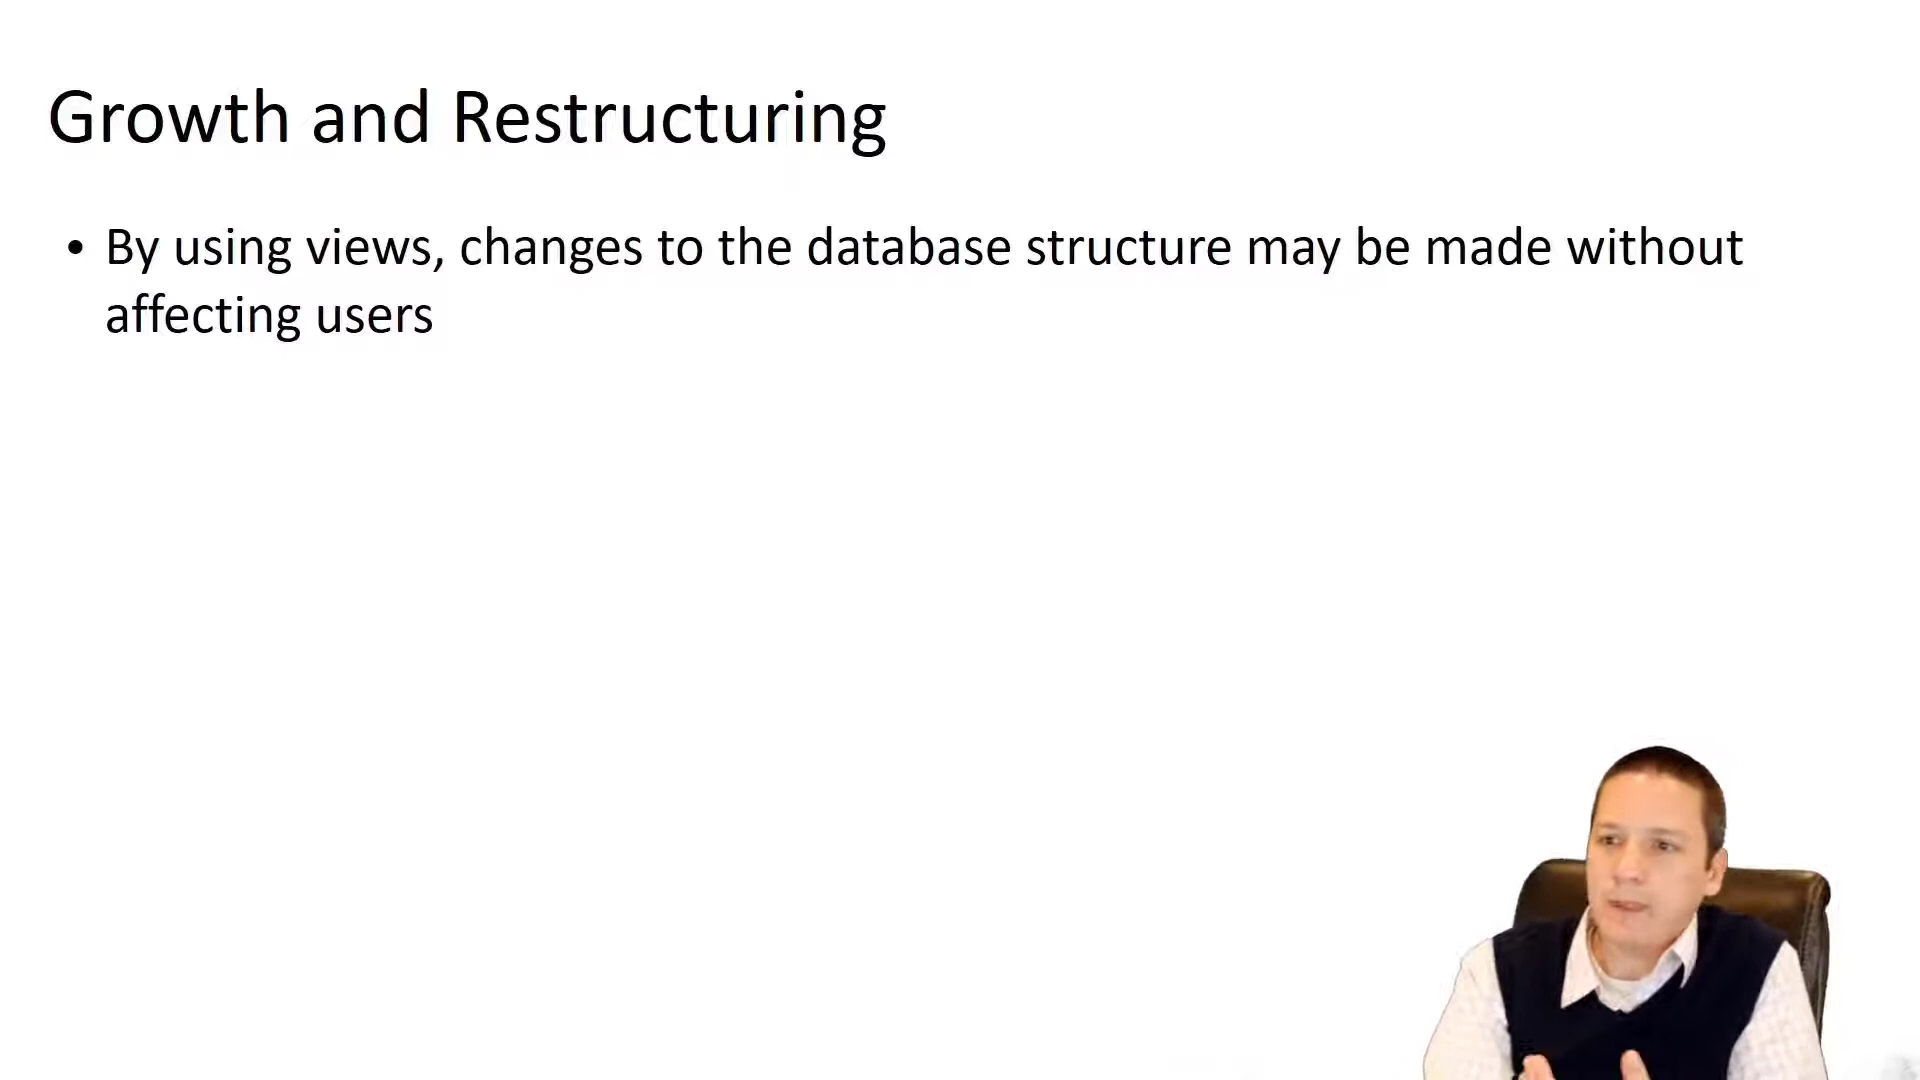 Growth and Restructuring
• By using views, changes to the database structure may be made without
affecting users